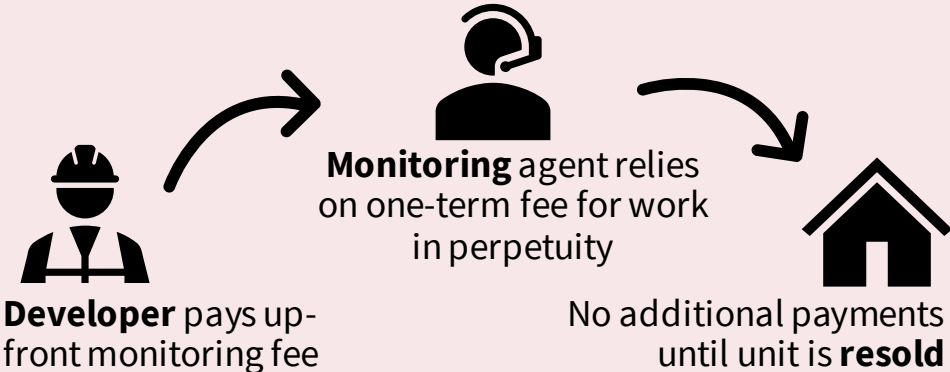 Monitoring agent relies
on one-term fee for work
in perpetuity
Developer pays up-
front monitoring fee
No additional payments
until unit is resold